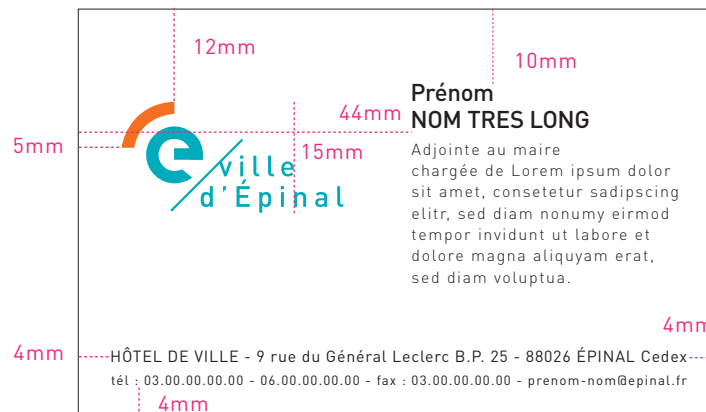 12mm
10mm
Prénom
44mm
NOM TRES LONG
5mm
15mm
e
ville
d'Épinal
Adjointe au maire
chargée de Lorem ipsum dolor
sit amet, consetetur sadipscing
elitr, sed diam nonumy eirmod
tempor invidunt ut labore et
dolore magna aliquyam erat,
sed diam voluptua.
4mm
4mm
HÔTEL DE VILLE - 9 rue du Général Leclerc B.P. 25 - 88026 ÉPINAL Cedex
tél : 03.00.00.00.00 - 06.00.00.00.00 - fax : 03.00.00.00.00 - prenom-nom@epinal.fr
4mm